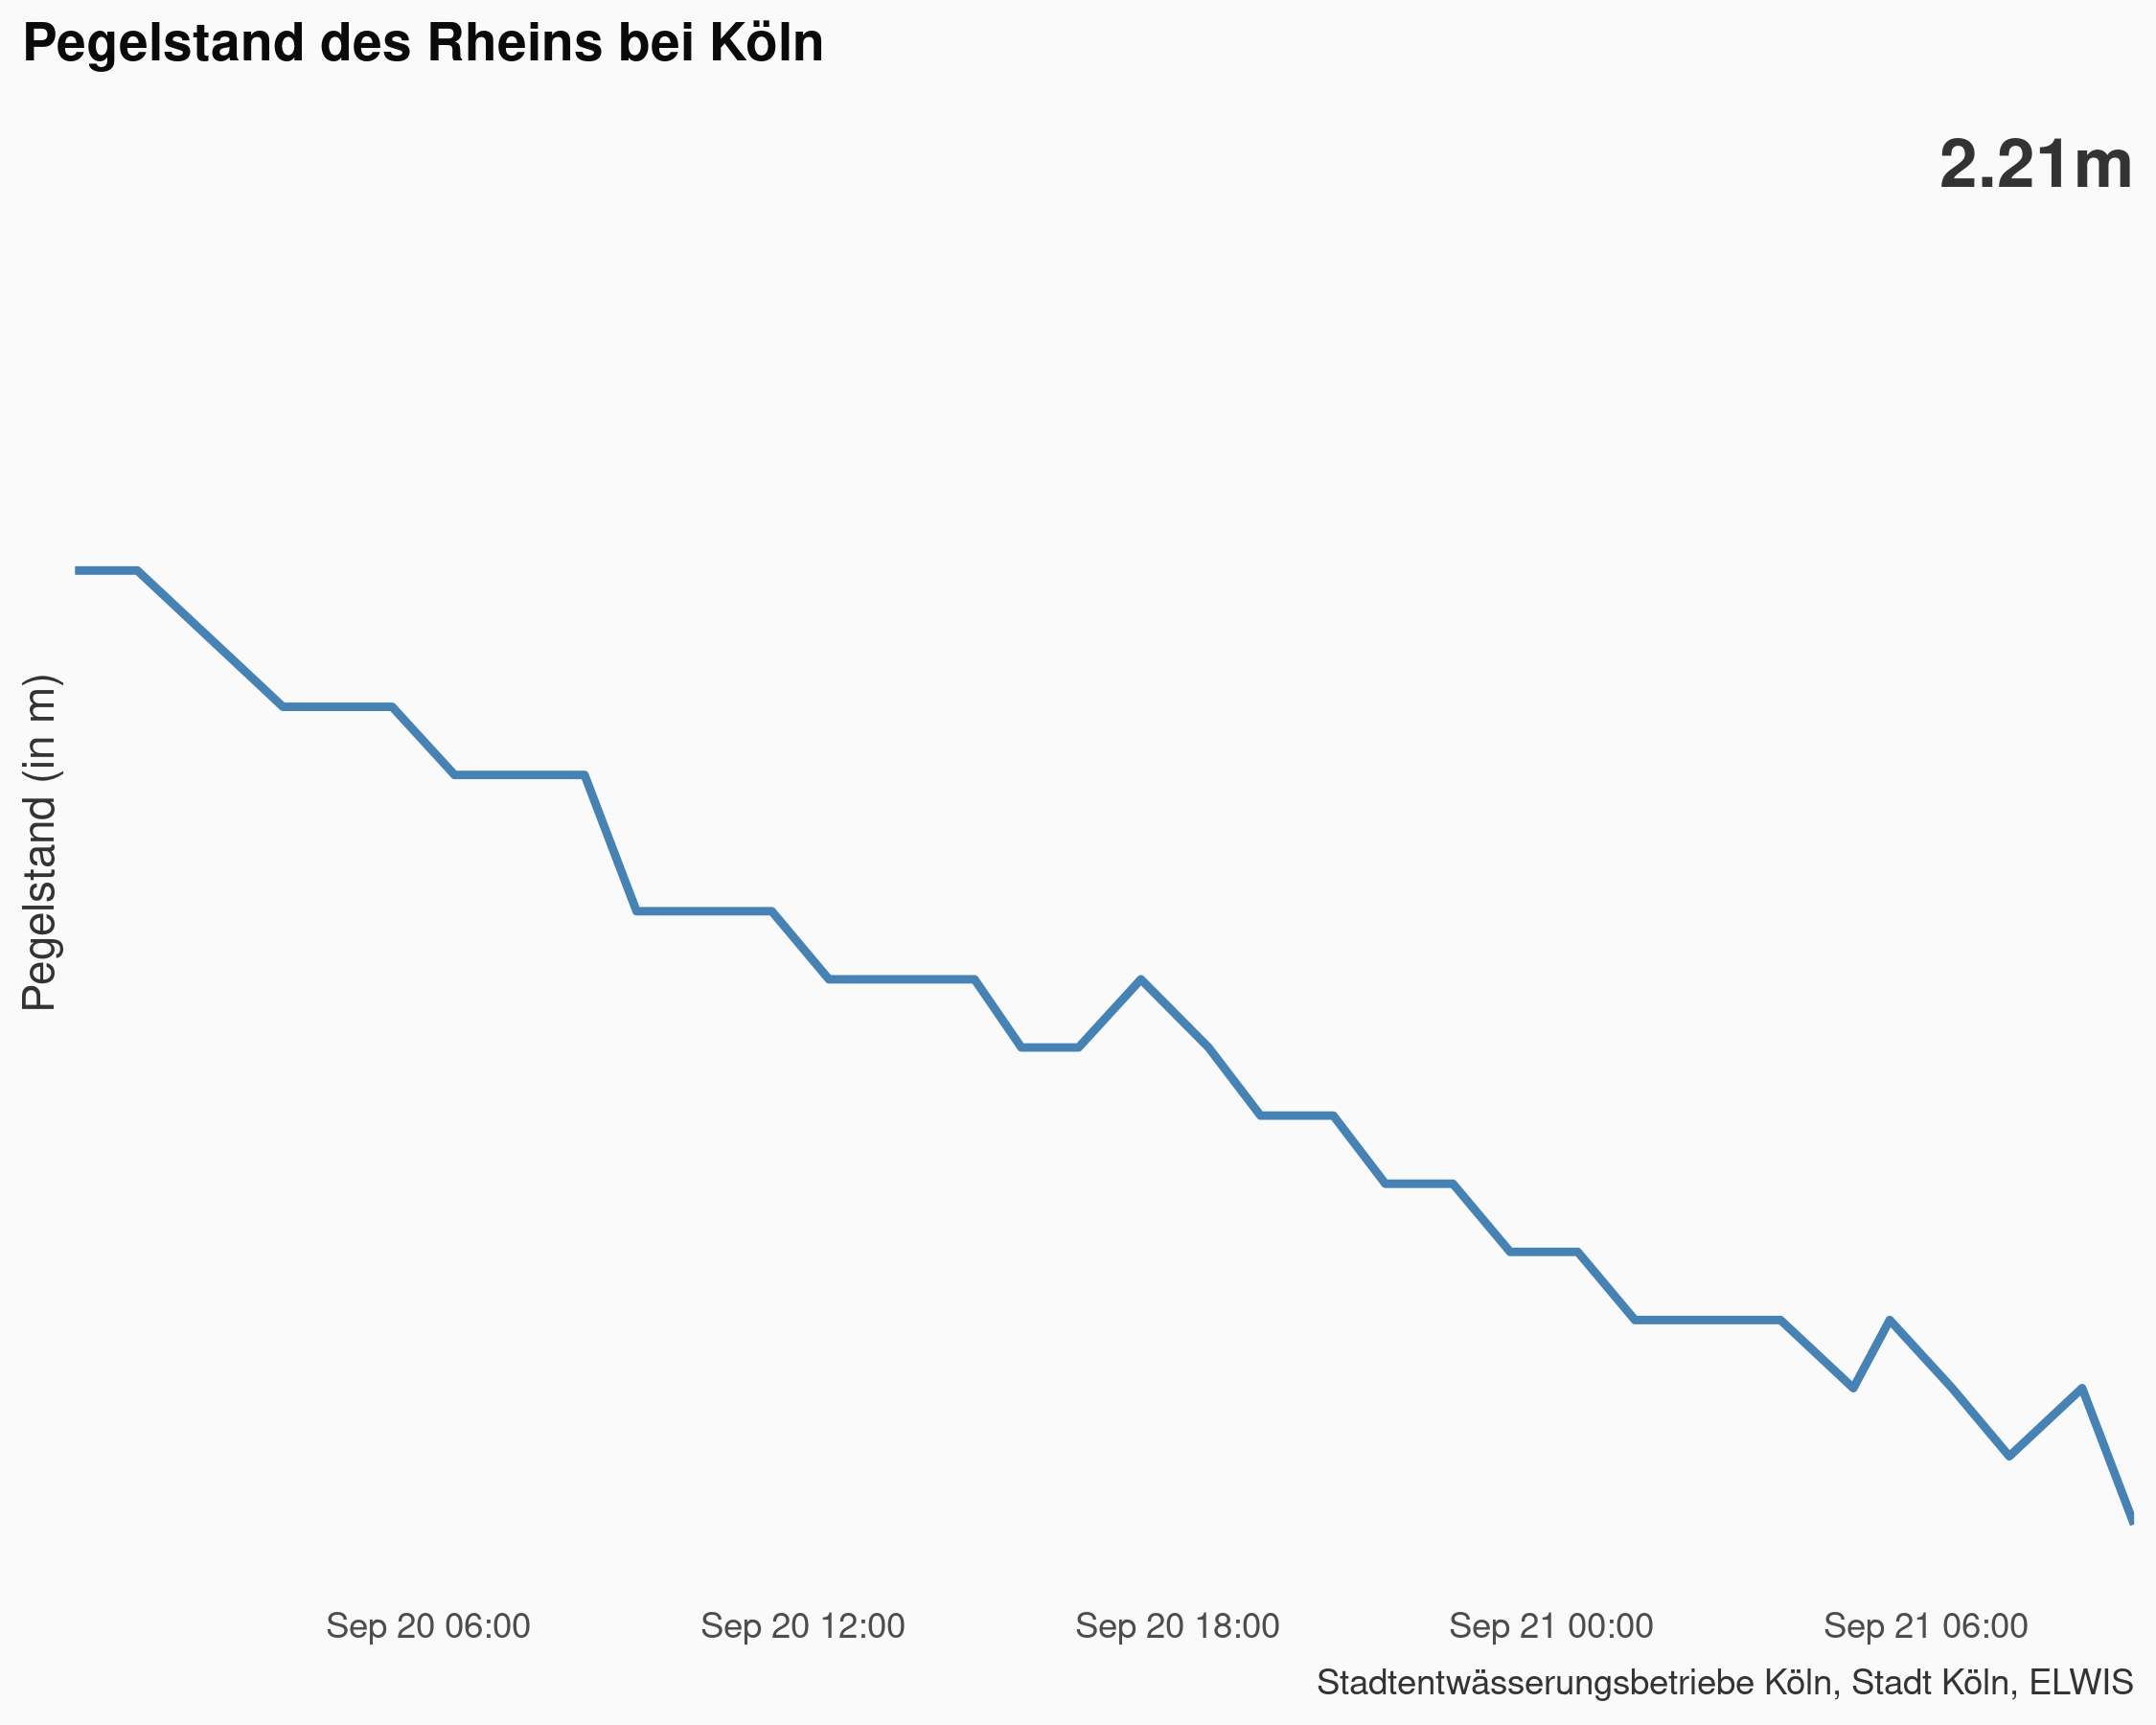 Pegelstand des Rheins bei Köln
2.21m
Pegelstand (in m)
Sep 20 06:00
Sep 20 12:00
Sep 20 18:00
Sep 21 00:00
Sep 21 06:00
Stadtentwässerungsbetriebe Köln, Stadt Köln, ELWIS